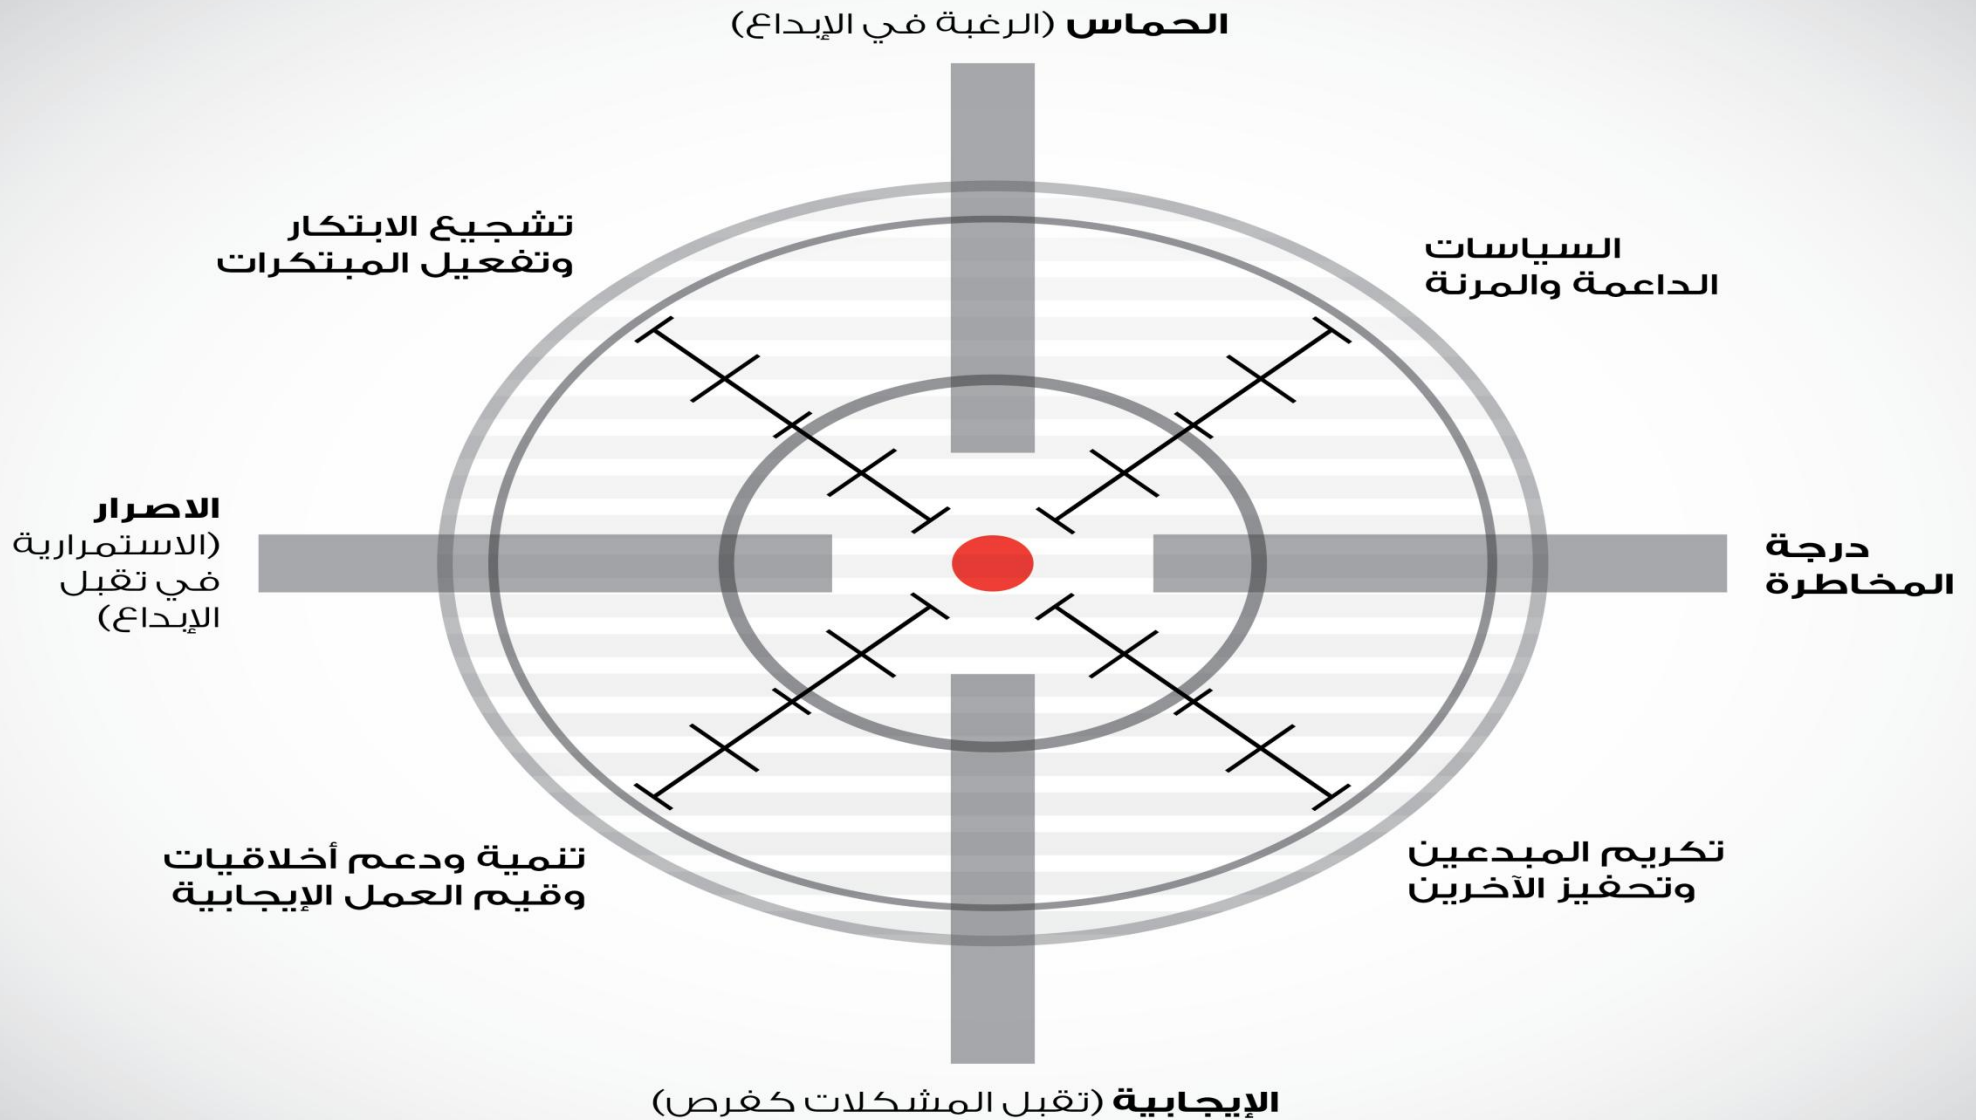 الحماس (الرغبة في الإبداع)
السياسات
الداعمة والمرنة
تشجيع الابتكار
وتفعيل المبتكرات
درجة
المخاطرة
الاصرار
(الاستمرارية
في تقبل
الإبداع)
تكريم المبدعين
وتحفيز الآخرين
تنمية ودعم أخلاقيات
وقيم العمل الإيجابية
الإيجابية (تقبل المشكلات كفرص)